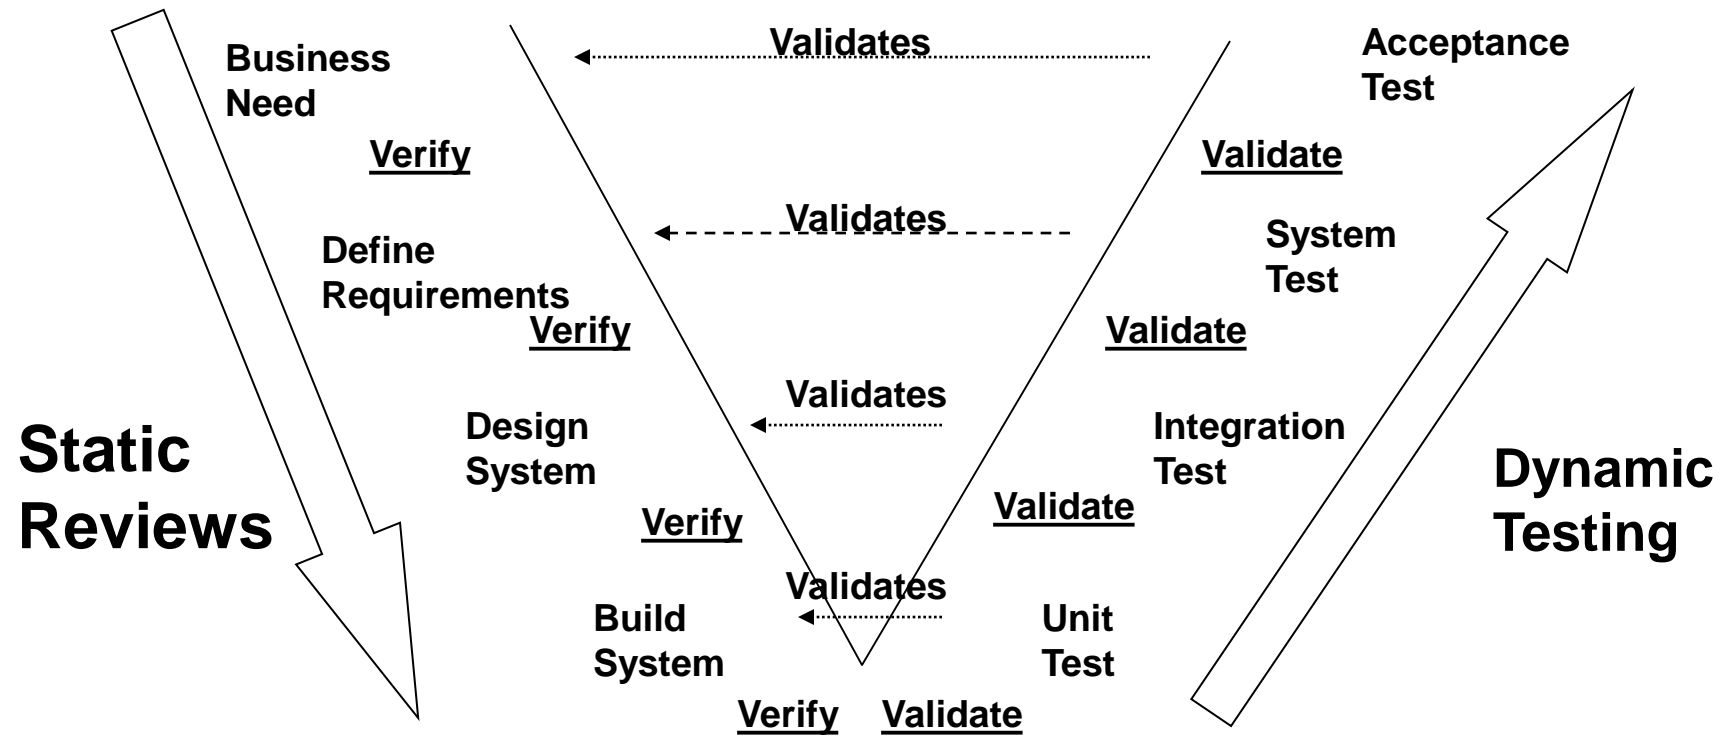 Validates
Acceptance
Test
Business
Need
Verify
Validate
Validates
System
Test
Define
Requirements
Verify
Validate
Validates
Design
System
Integration
Test
Static
Reviews
Dynamic
Testing
Verify
Validate
Validates
Build
System
Unit
Test
Verify
Validate